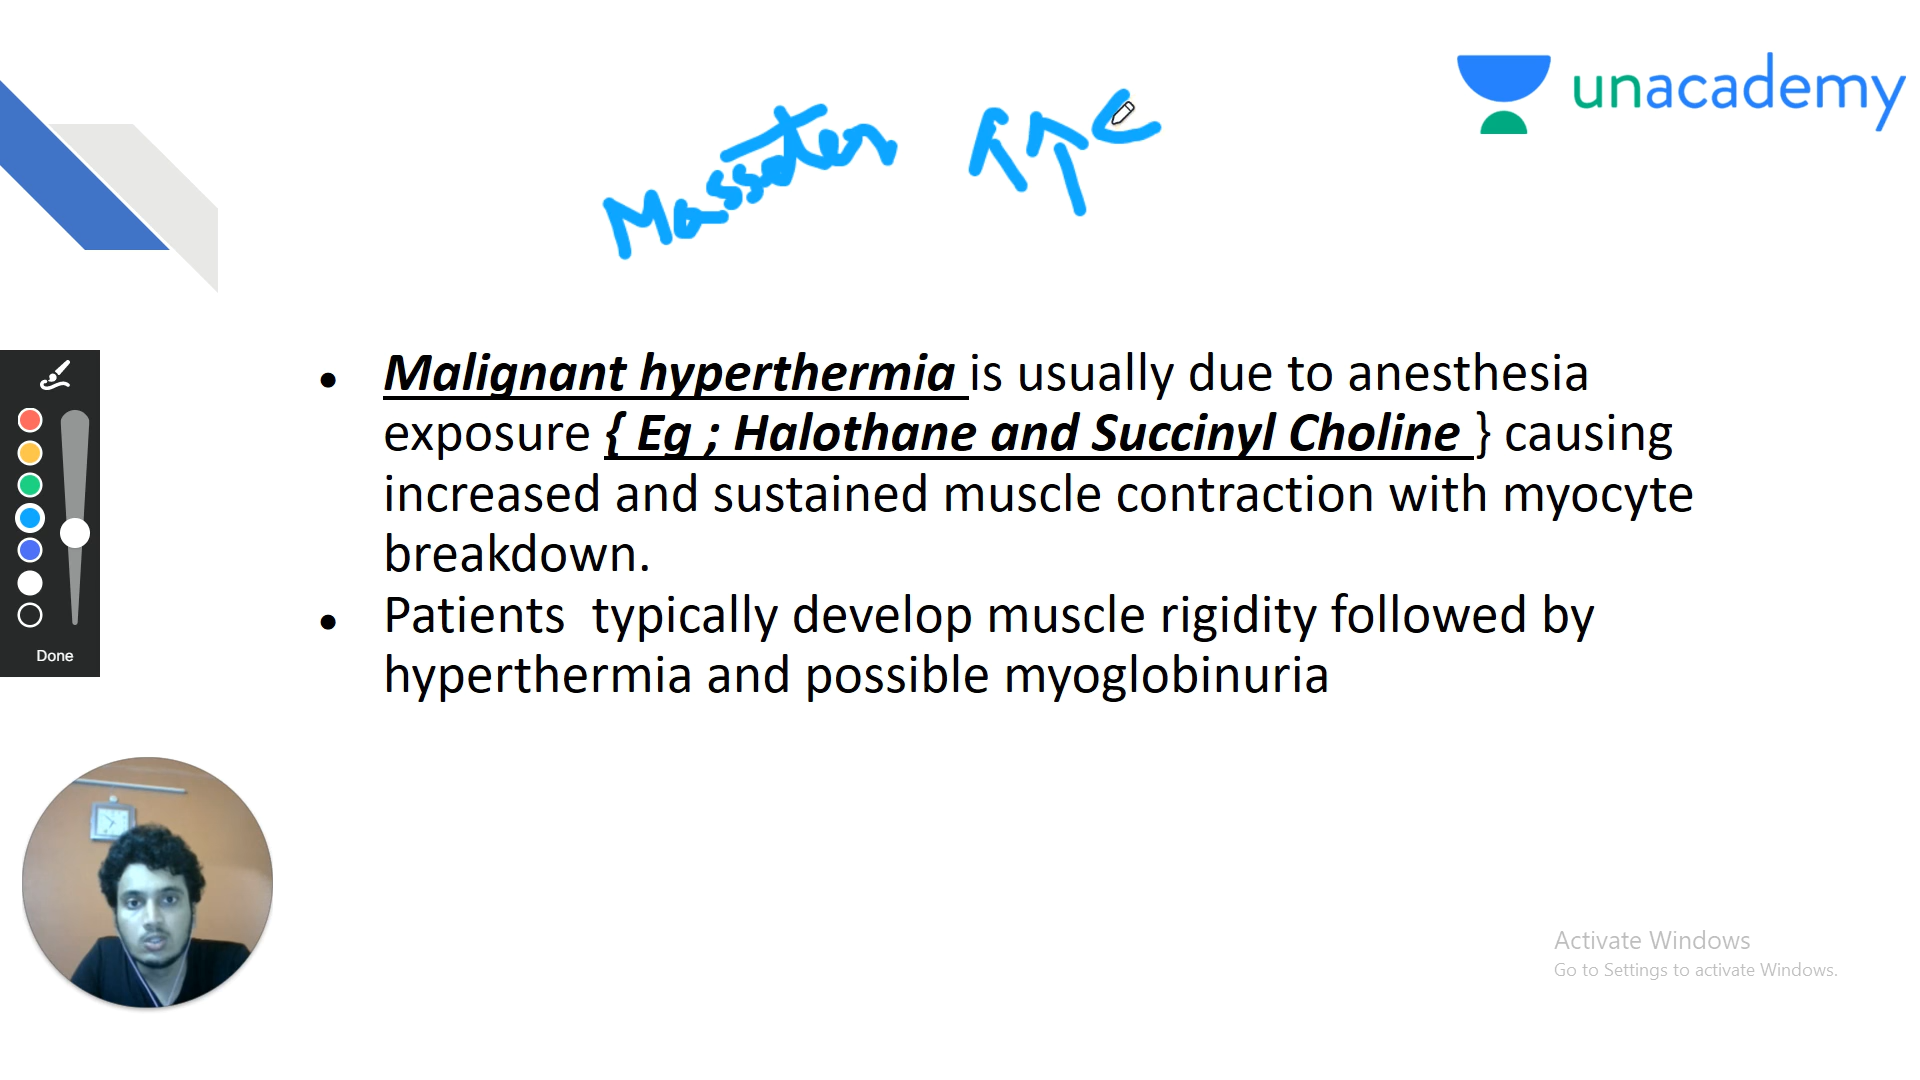 unacademy
Masseter
Malignant hyperthermia is usually due to anesthesia
exposure { Eg ; Halothane and Succinyl Choline } causing
increased and sustained muscle contraction with myocyte
breakdown.
Patients typically develop muscle rigidity followed by
hyperthermia and possible myoglobinuria
Done
Activate Windows
Go to Settings to activate Windows.